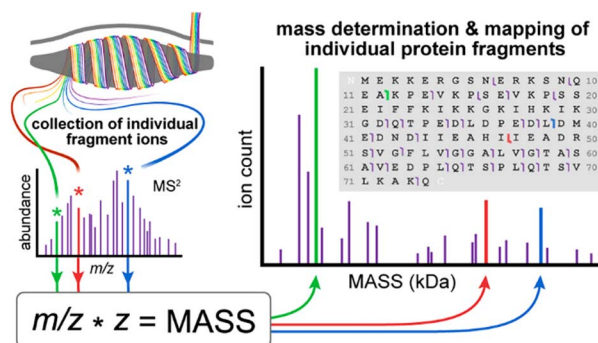 mass determination & mapping of
individual protein fragments
collection of individual
fragment ions
MS²
abundance
m/z
m/z * z = MASS
ion count
N M E K K E R G S N E R K S N Q 10
11 E A K P E V K P S E V K P S S 20
21 E I F F K I K K G K I H K I K 30
31 G D Q T P E D L D P E D L D M 40
41 E D N D I I E A H I I E A D R 50
51 S V G F L V G G A L V G T A S 60
61 A V E D P L Q T S P L Q T S V 70
71 L K A K Q C
MASS (kDa)